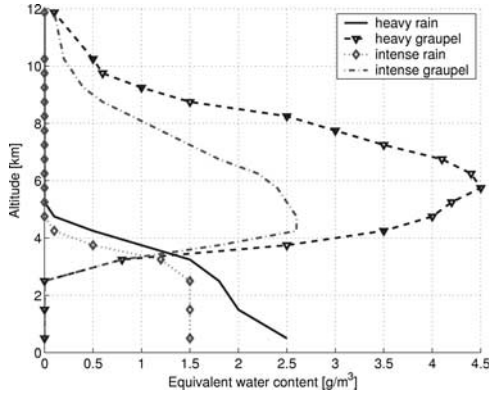 12
10
8
6
4
2
0
Altitude [km]
heavy rain
heavy graupel
intense rain
intense graupel
0 0.5 1 1.5 2 2.5 3 3.5 4 4.5
Equivalent water content [g/m³]